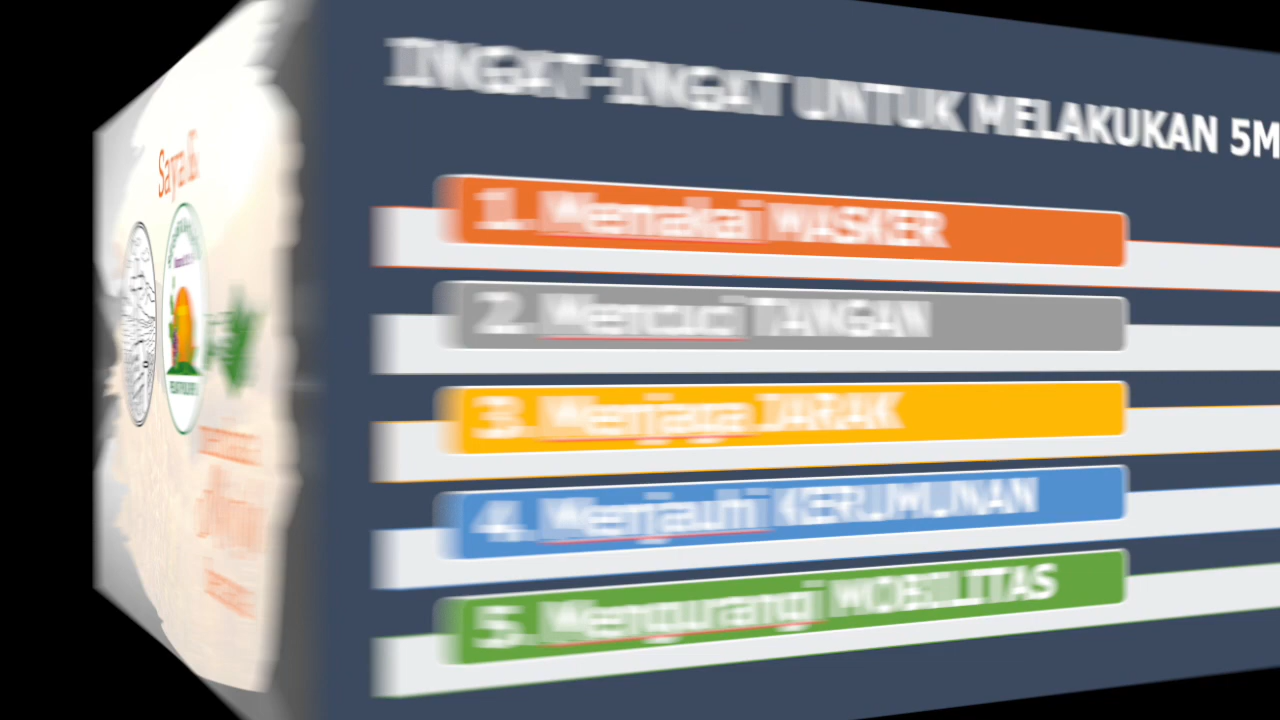 INGAT-INGAT UNTUK MELAKUKAN 5M
1. Memakai MASKER
2. Mencuci TANGAN
3. Menjaga JARAK
4. Menjauhi KERUMUNAN
5. Mengurangi MOBILITAS